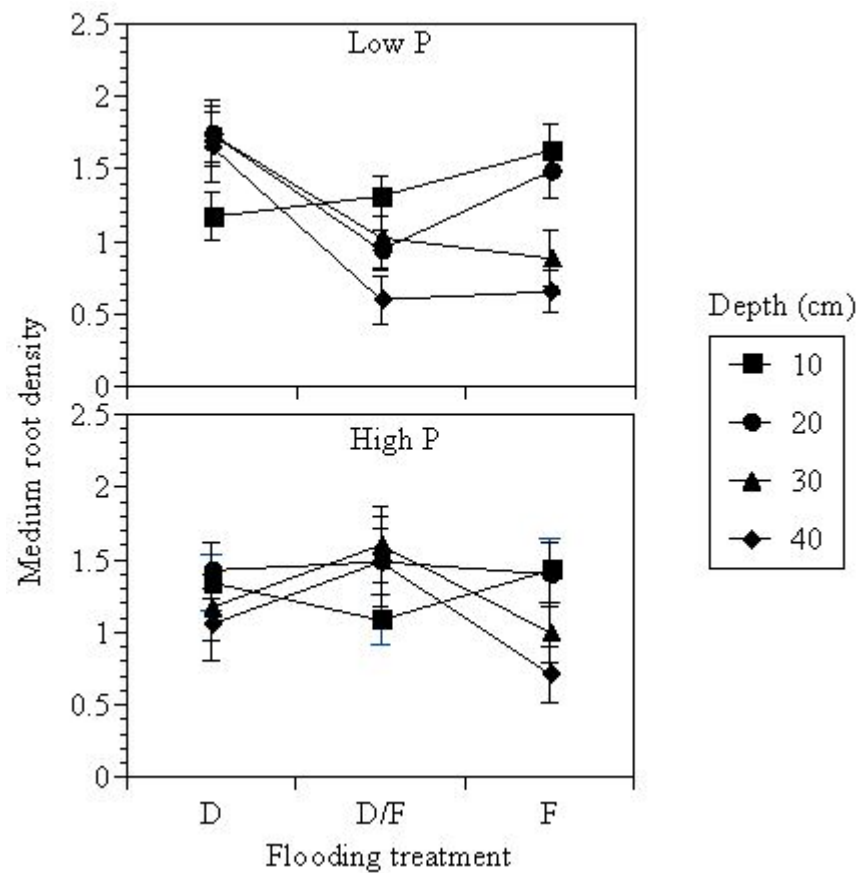 2.5
Low P
2
1.5
1
0.5
0
Medium root density
2.5
High P
2
1.5
1
0.5
0
D D/F F
Flooding treatment
Depth (cm)
10
20
30
40